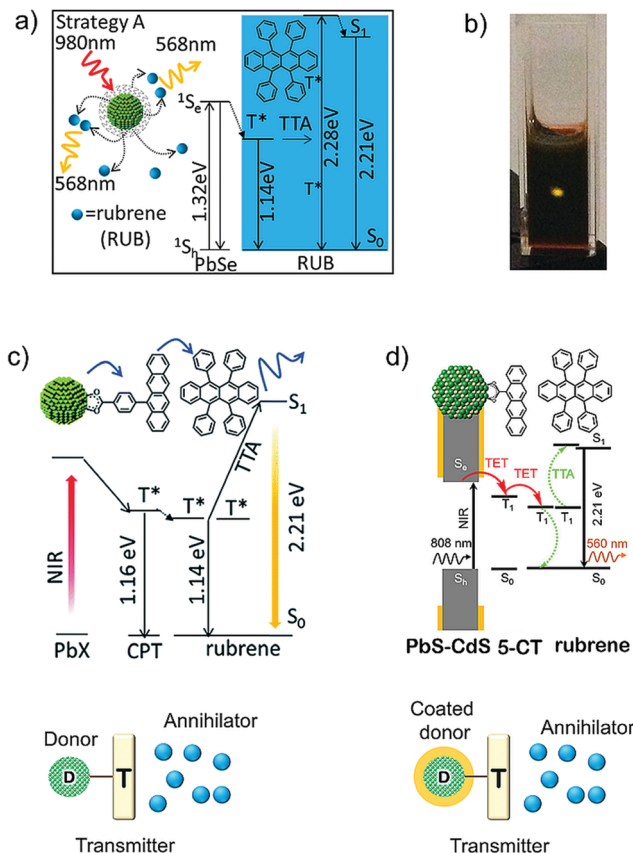 a)
Strategy A
980nm
568nm
568nm
=rubrene
(RUB)
¹Sₑ
¹Sₕ
PbSe
1.32eV
T*
TTA
1.14eV
T*
T*
2.28eV
S₁
2.21eV
S₀
RUB
b)
c)
S₁
TTA
T*
T*
T*
NIR
1.16 eV
1.14 eV
2.21 eV
S₀
PbX
CPT
rubrene
Donor
D
T
Annihilator
Transmitter
d)
Sₑ
TET
TET
TTA
S₁
T₁
T₁
T₁
NIR
2.21 eV
808 nm
560 nm
Sₕ
S₀
S₀
PbS-CdS 5-CT rubrene
Coated
donor
D
T
Annihilator
Transmitter